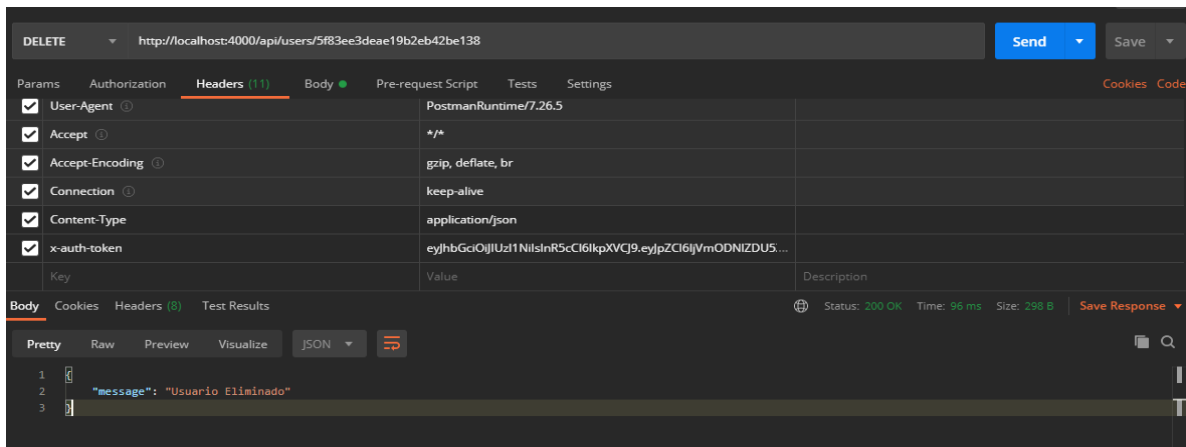 DELETE http://localhost:4000/api/users/5f83ee3deae19b2eb42be138 Send Save
Params Authorization Headers (11) Body Pre-request Script Tests Settings Cookies Code
User-Agent PostmanRuntime/7.26.5
Accept */*
Accept-Encoding gzip, deflate, br
Connection keep-alive
Content-Type application/json
x-auth-token
Key Value Description
Body Cookies Headers (8) Test Results Status: 200 OK Time: 96 ms Size: 298 B Save Response
Pretty Raw Preview Visualize JSON
1 {
2 "message": "Usuario Eliminado"
3 }